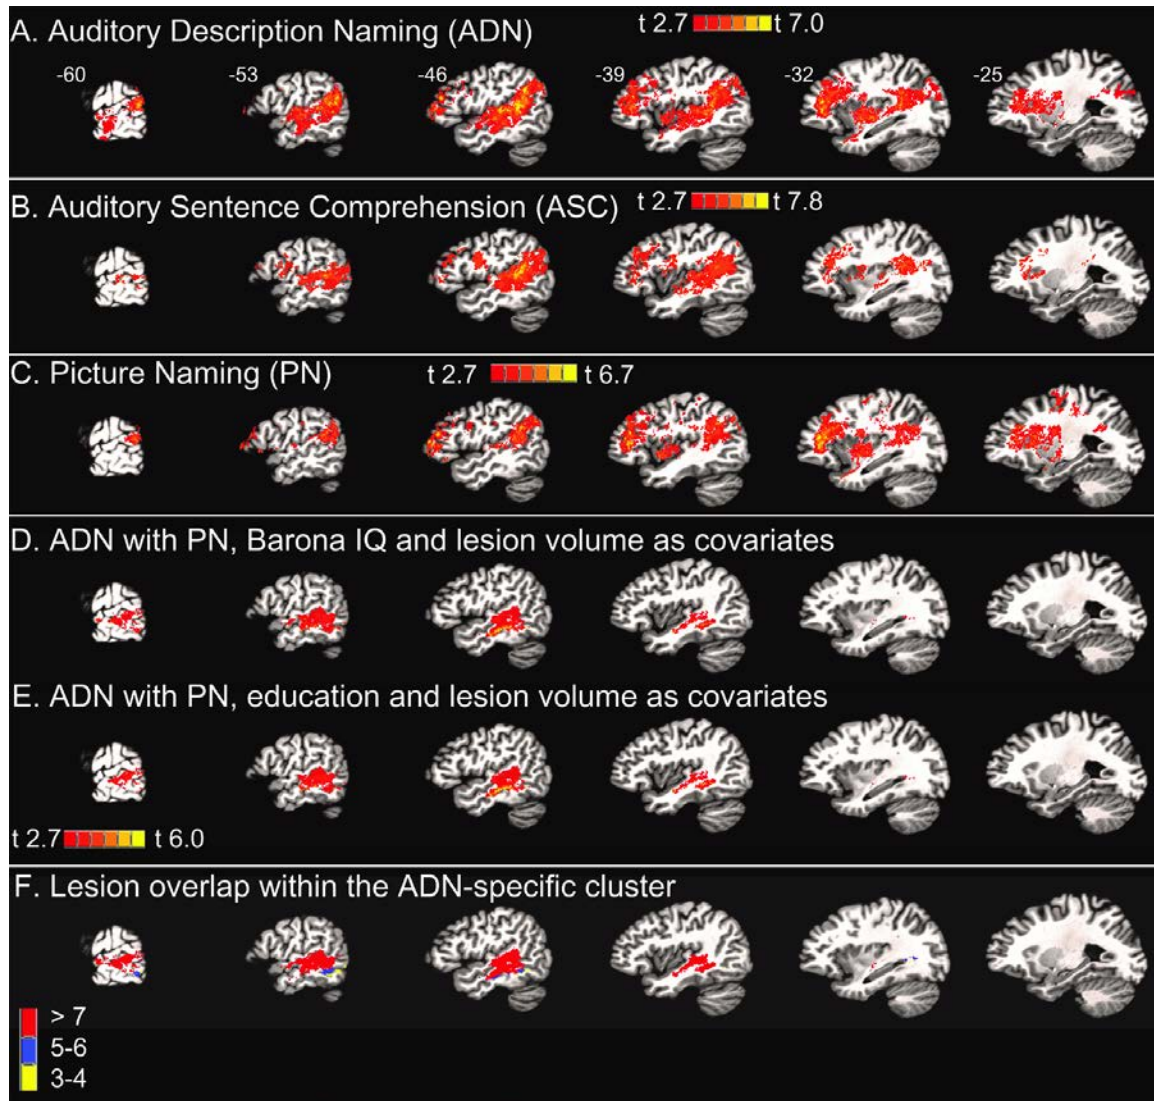 A. Auditory Description Naming (ADN)
t 2.7 t 7.0
-60 -53 -46 -39 -32 -25
B. Auditory Sentence Comprehension (ASC)
t 2.7 t 7.8
C. Picture Naming (PN)
t 2.7 t 6.7
D. ADN with PN, Barona IQ and lesion volume as covariates
E. ADN with PN, education and lesion volume as covariates
t 2.7 t 6.0
F. Lesion overlap within the ADN-specific cluster
> 7
5-6
3-4